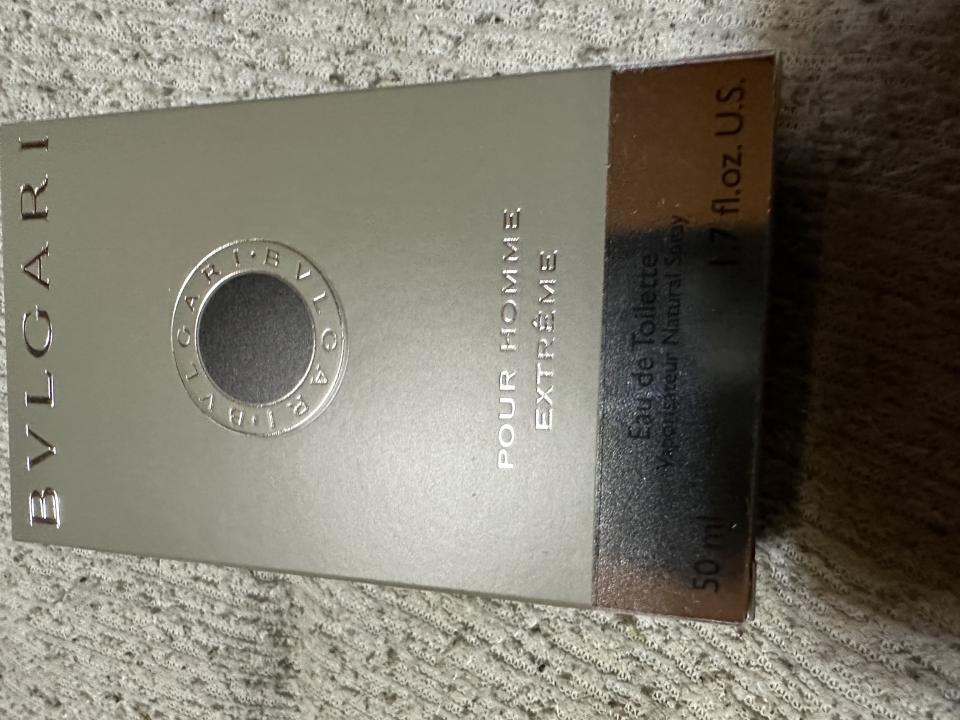 BVLGARI
BVLGARI·BVLGARI·
POUR HOMME
EXTRÊME
Eau de Toilette
Vaporisateur Natural Spray
50 ml 1.7 fl.oz. U.S.